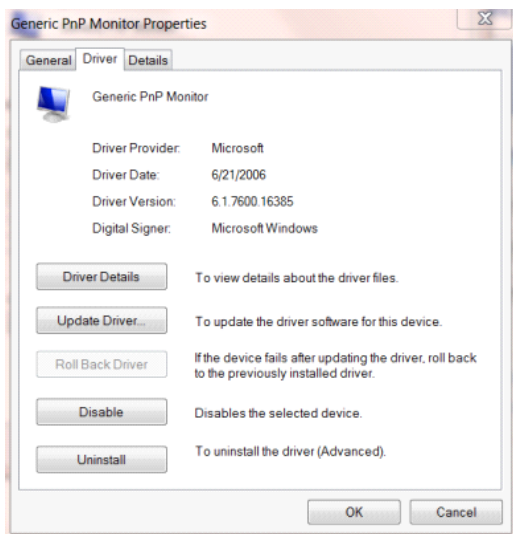 Generic PnP Monitor Properties
General Driver Details
Generic PnP Monitor
Driver Provider: Microsoft
Driver Date: 6/21/2006
Driver Version: 6.1.7600.16385
Digital Signer: Microsoft Windows
Driver Details To view details about the driver files.
Update Driver... To update the driver software for this device.
Roll Back Driver If the device fails after updating the driver, roll back
to the previously installed driver.
Disable Disables the selected device.
Uninstall To uninstall the driver (Advanced).
OK Cancel